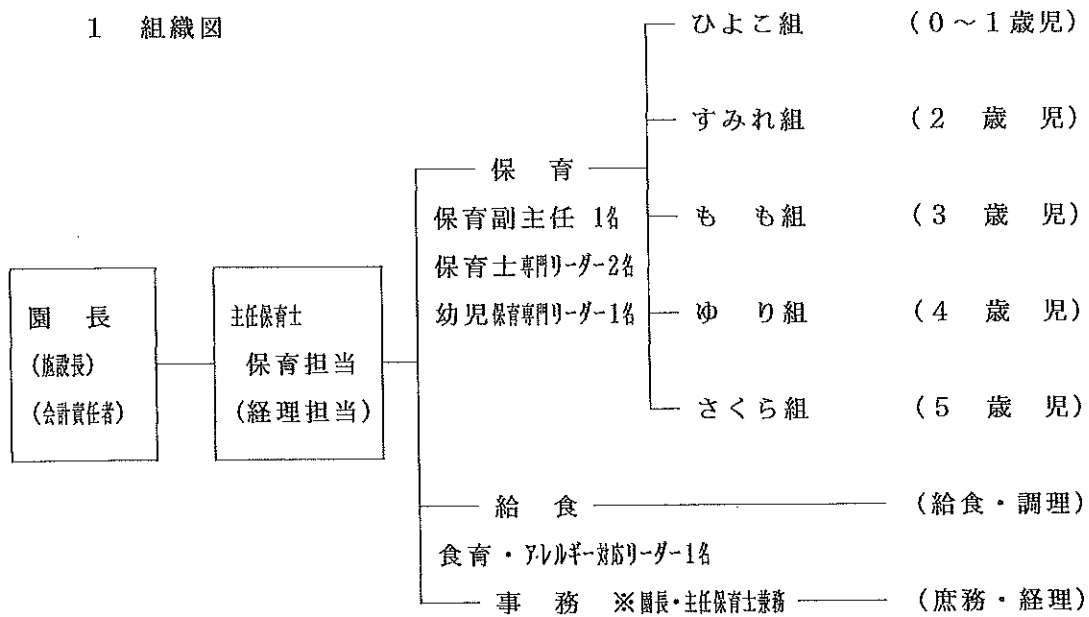 1 組織図
ひよこ組 (0～1歳児)
すみれ組 (2 歳 児)
保 育
保育副主任 1名
も も組 (3 歳 児)
保育士専門リーダー2名
幼児保育専門リーダー1名
ゆ り組 (4 歳 児)
園 長
(施設長)
(会計責任者)
主任保育士
保育担当
(経理担当)
さくら組 (5 歳 児)
給 食 (給食・調理)
食育・アレルギー対応リーダー1名
事 務 ※園長・主任保育士兼務 (庶務・経理)